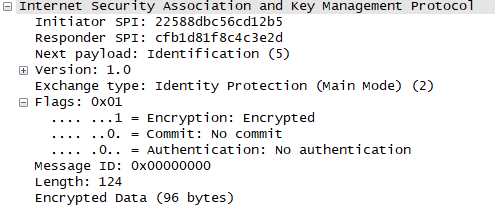 Internet Security Association and Key Management Protocol
Initiator SPI: 22588dbc56cd12b5
Responder SPI: cfb1d81f8c4c3e2d
Next payload: Identification (5)
Version: 1.0
Exchange type: Identity Protection (Main Mode) (2)
Flags: 0x01
.... ...1 = Encryption: Encrypted
.... ..0. = Commit: No commit
.... .0.. = Authentication: No authentication
Message ID: 0x00000000
Length: 124
Encrypted Data (96 bytes)